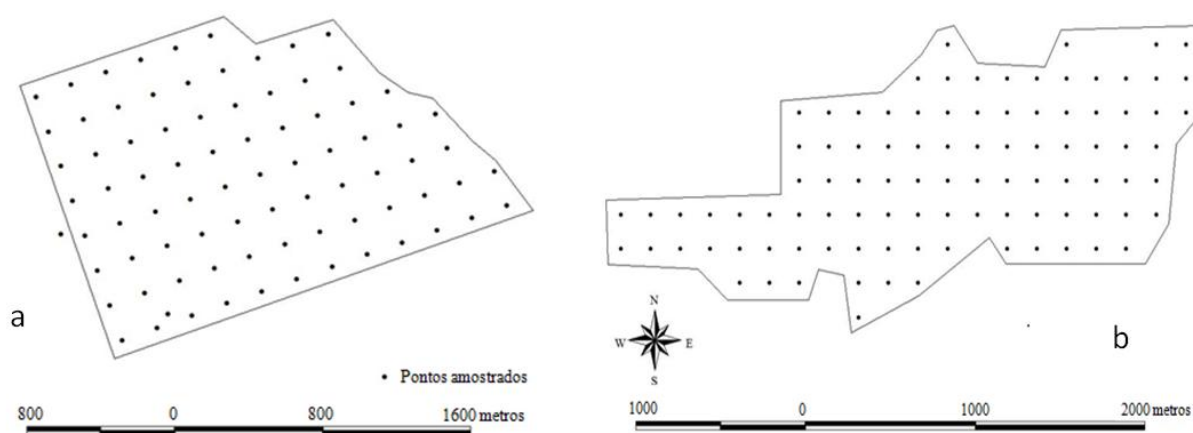 a
• Pontos amostrados
800 0 800 1600 metros
N
W E
S
b
1000 0 1000 2000 metros